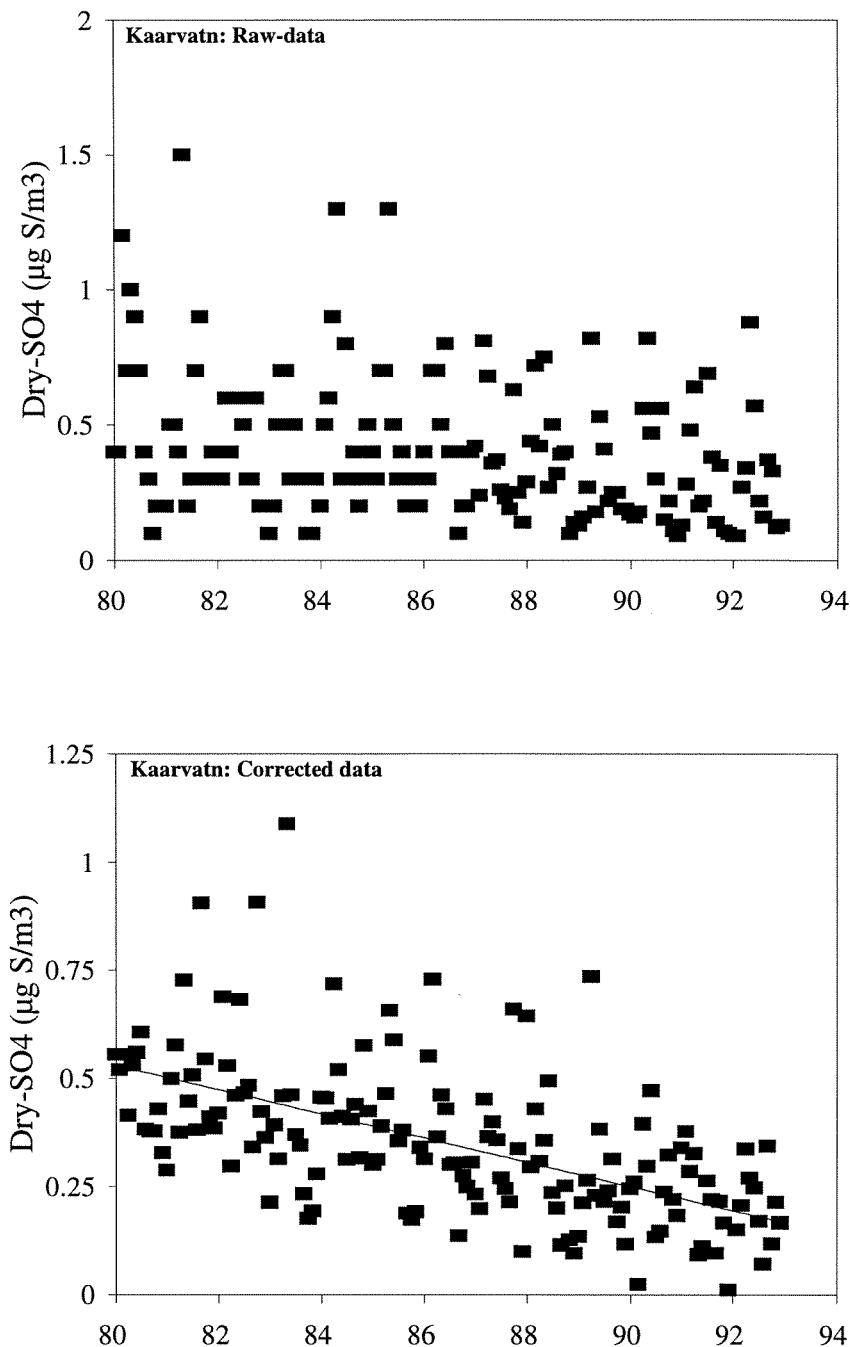 2
Kaarvatn: Raw-data
1.5
1
0.5
0
Dry-SO4 (µg S/m3)
80 82 84 86 88 90 92 94
1.25
Kaarvatn: Corrected data
1
0.75
0.5
0.25
0
Dry-SO4 (µg S/m3)
80 82 84 86 88 90 92 94